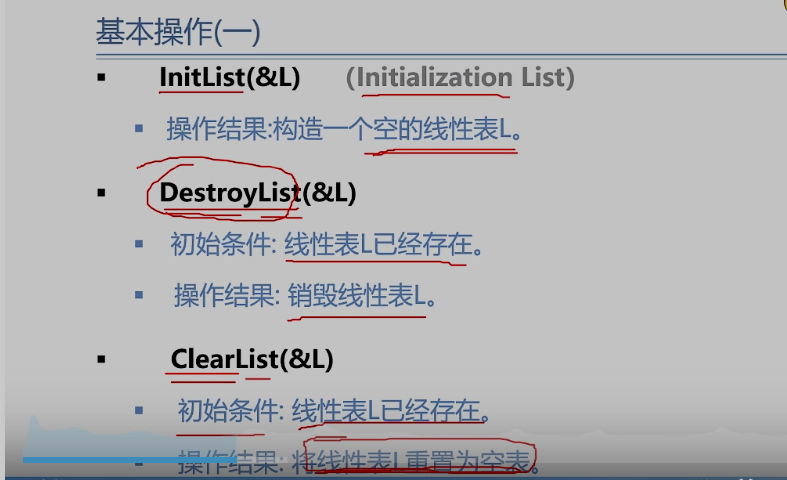 基本操作(一)
InitList(&L) (Initialization List)
操作结果:构造一个空的线性表L。
DestroyList(&L)
初始条件: 线性表L已经存在。
操作结果: 销毁线性表L。
ClearList(&L)
初始条件: 线性表L已经存在。
操作结果: 将线性表L重置为空表。